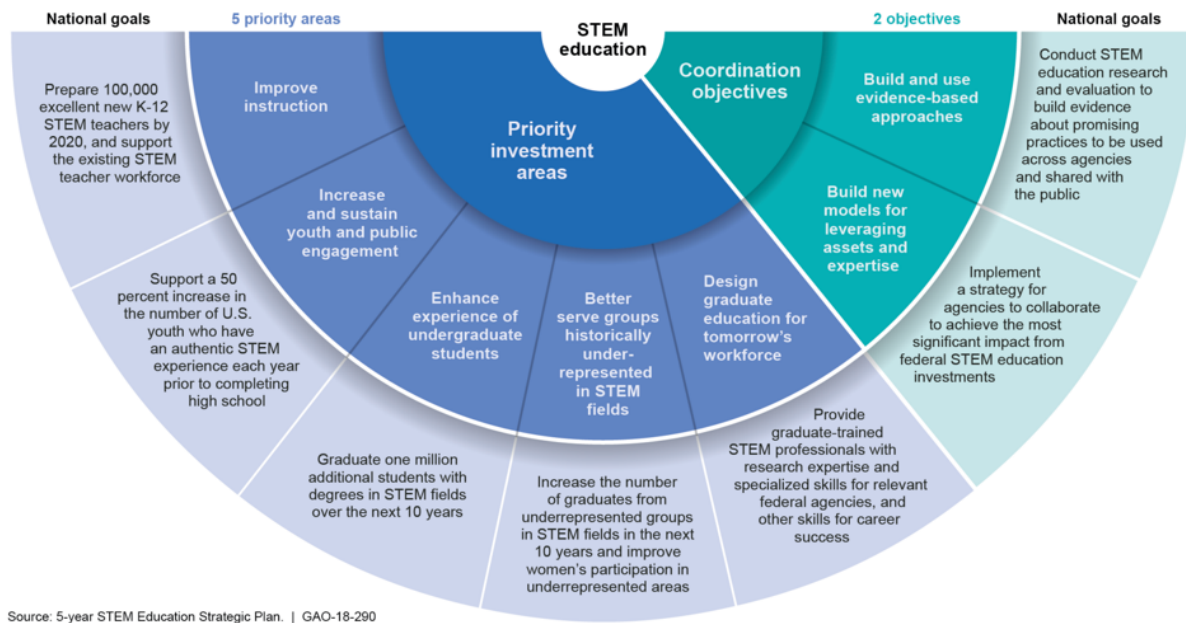 National goals
5 priority areas
STEM
education
2 objectives
National goals
Priority
investment
areas
Coordination
objectives
Improve
instruction
Prepare 100,000
excellent new K-12
STEM teachers by
2020, and support
the existing STEM
teacher workforce
Increase
and sustain
youth and public
engagement
Support a 50
percent increase in
the number of U.S.
youth who have
an authentic STEM
experience each year
prior to completing
high school
Enhance
experience of
undergraduate
students
Graduate one million
additional students with
degrees in STEM fields
over the next 10 years
Better
serve groups
historically
under-
represented
in STEM
fields
Increase the number
of graduates from
underrepresented groups
in STEM fields in the next
10 years and improve
women's participation in
underrepresented areas
Design
graduate
education for
tomorrow's
workforce
Provide
graduate-trained
STEM professionals with
research expertise and
specialized skills for relevant
federal agencies, and
other skills for career
success
Build new
models for
leveraging
assets and
expertise
Implement
a strategy for
agencies to collaborate
to achieve the most
significant impact from
federal STEM education
investments
Build and use
evidence-based
approaches
Conduct STEM
education research
and evaluation to
build evidence
about promising
practices to be used
across agencies
and shared with
the public
Source: 5-year STEM Education Strategic Plan. | GAO-18-290